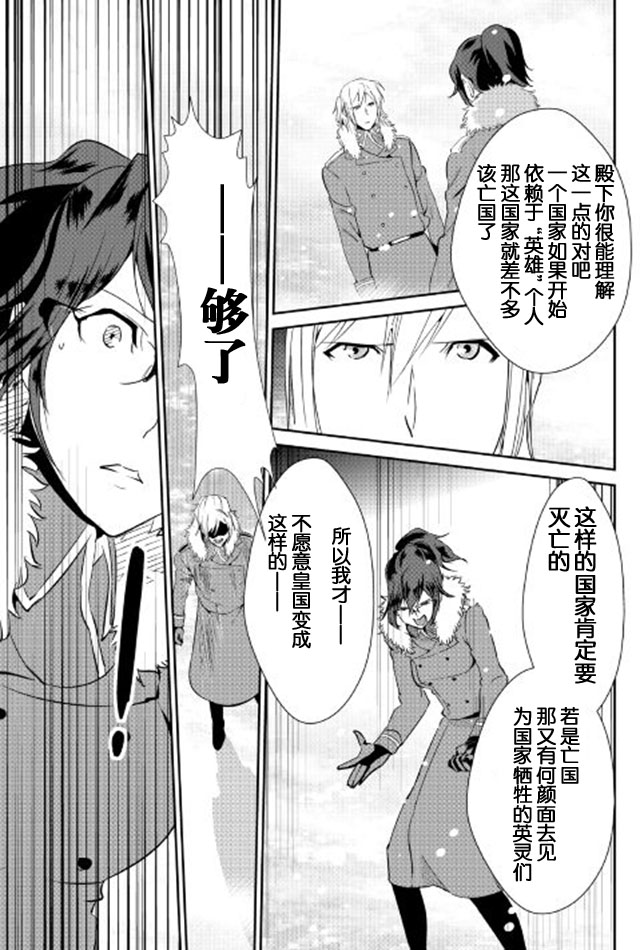 殿下你很能理解
这一点的对吧
一个国家如果开始
依赖于“英雄”个人
那这国家就差不多
该亡国了
这样的国家肯定要
灭亡的
若是亡国
那又有何颜面去见
为国家牺牲的英灵们
所以我才——
不愿意皇国变成
这样的——
——够了
！